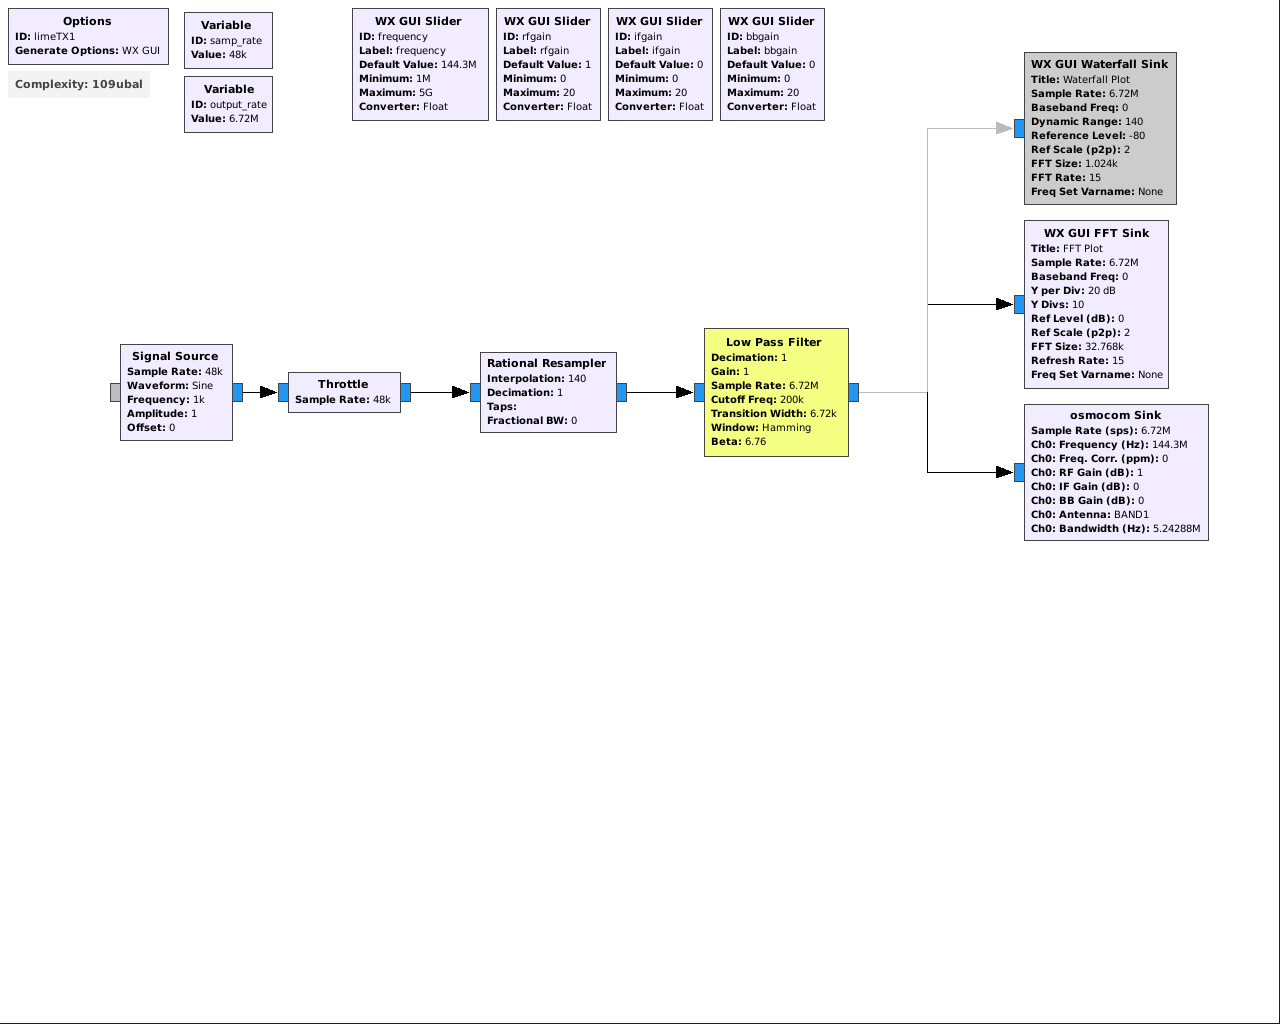 Options
ID: limeTX1
Generate Options: WX GUI
Complexity: 109ubal
Variable
ID: samp_rate
Value: 48k
Variable
ID: output_rate
Value: 6.72M
WX GUI Slider
ID: frequency
Label: frequency
Default Value: 144.3M
Minimum: 1M
Maximum: 5G
Converter: Float
WX GUI Slider
ID: rfgain
Label: rfgain
Default Value: 1
Minimum: 0
Maximum: 20
Converter: Float
WX GUI Slider
ID: ifgain
Label: ifgain
Default Value: 0
Minimum: 0
Maximum: 20
Converter: Float
WX GUI Slider
ID: bbgain
Label: bbgain
Default Value: 0
Minimum: 0
Maximum: 20
Converter: Float
WX GUI Waterfall Sink
Title: Waterfall Plot
Sample Rate: 6.72M
Baseband Freq: 0
Dynamic Range: 140
Reference Level: -80
Ref Scale (p2p): 2
FFT Size: 1.024k
FFT Rate: 15
Freq Set Varname: None
WX GUI FFT Sink
Title: FFT Plot
Sample Rate: 6.72M
Baseband Freq: 0
Y per Div: 20 dB
Y Divs: 10
Ref Level (dB): 0
Ref Scale (p2p): 2
FFT Size: 32.768k
Refresh Rate: 15
Freq Set Varname: None
Signal Source
Sample Rate: 48k
Waveform: Sine
Frequency: 1k
Amplitude: 1
Offset: 0
Throttle
Sample Rate: 48k
Rational Resampler
Interpolation: 140
Decimation: 1
Taps:
Fractional BW: 0
Low Pass Filter
Decimation: 1
Gain: 1
Sample Rate: 6.72M
Cutoff Freq: 200k
Transition Width: 6.72k
Window: Hamming
Beta: 6.76
osmocom Sink
Sample Rate (sps): 6.72M
Ch0: Frequency (Hz): 144.3M
Ch0: Freq. Corr. (ppm): 0
Ch0: RF Gain (dB): 1
Ch0: IF Gain (dB): 0
Ch0: BB Gain (dB): 0
Ch0: Antenna: BAND1
Ch0: Bandwidth (Hz): 5.24288M